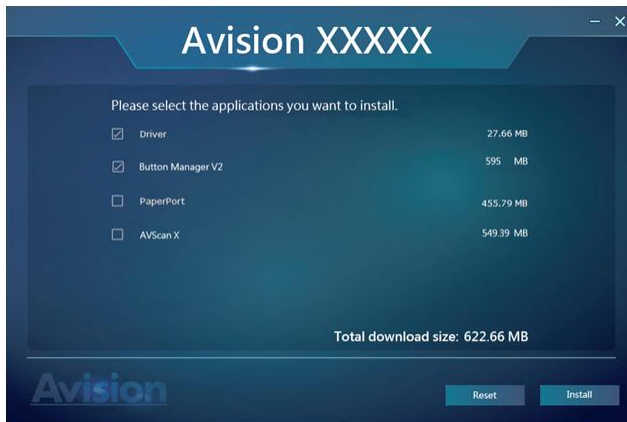 Avision XXXXX
Please select the applications you want to install.
Driver 27.66 MB
Button Manager V2 595 MB
PaperPort 455.79 MB
AVScan X 549.39 MB
Total download size: 622.66 MB
Avision
Reset Install